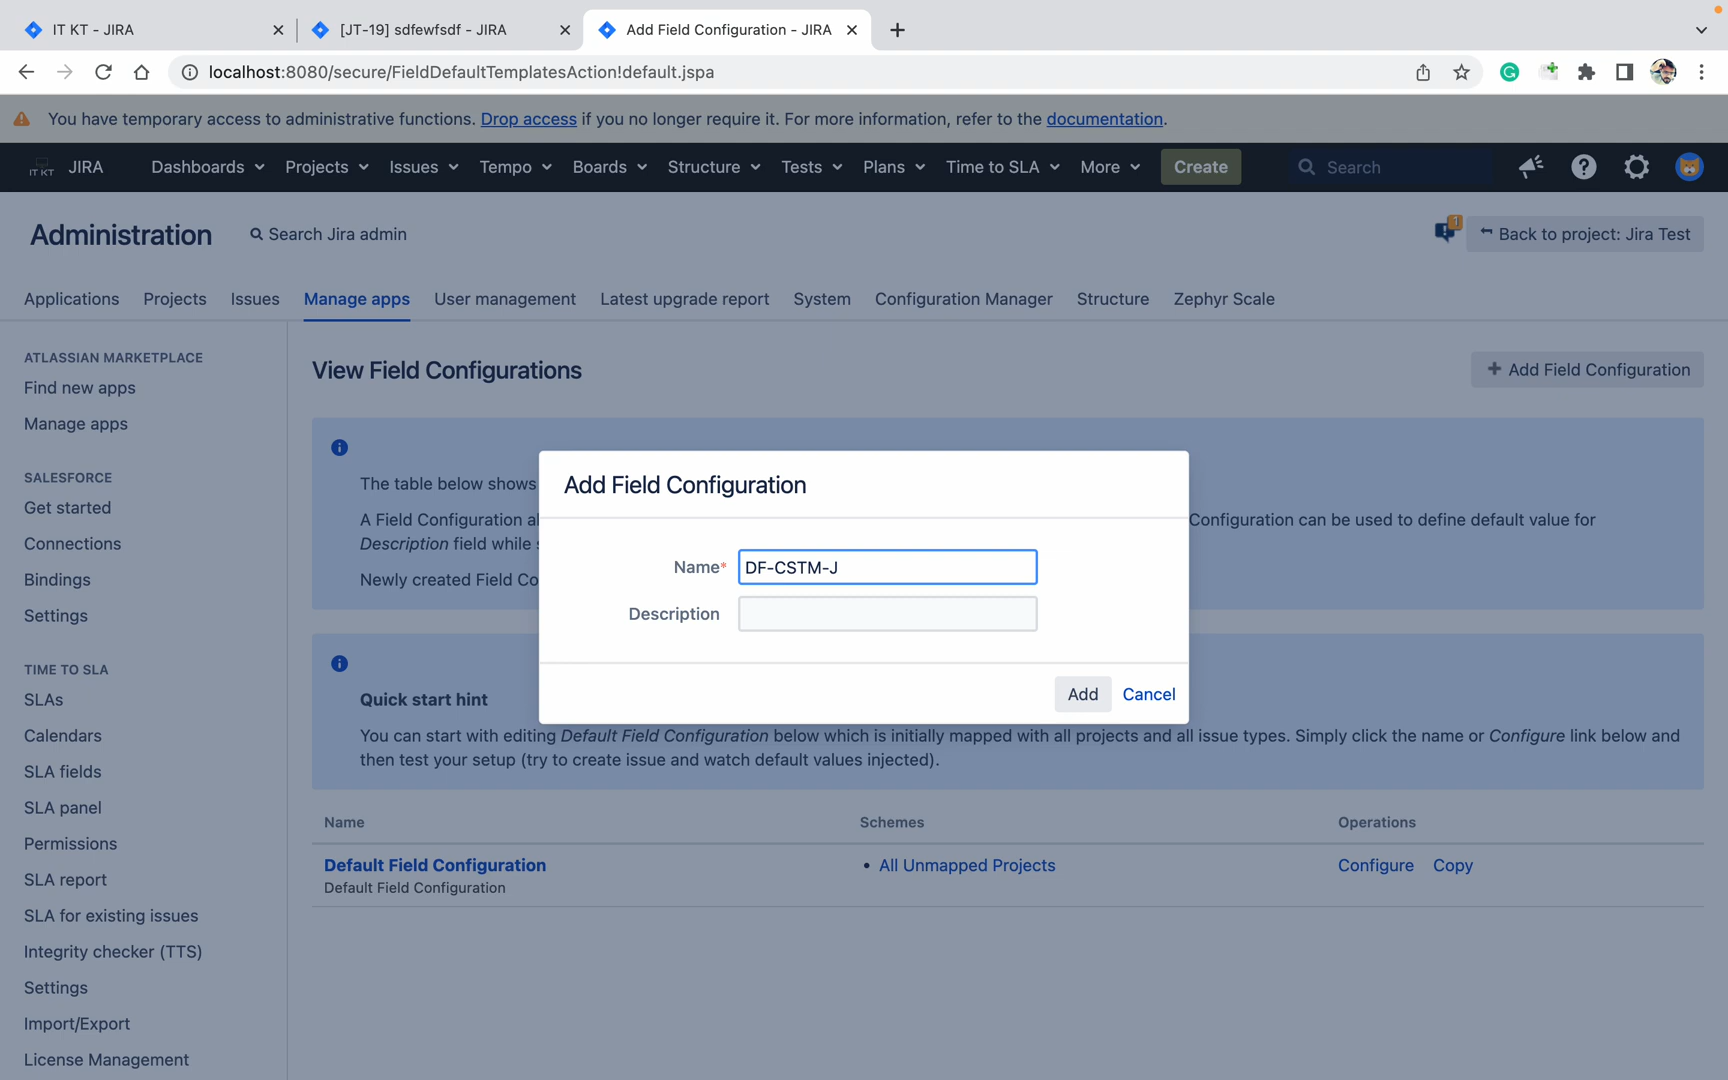 IT KT - JIRA
[JT-19] sdfewfsdf - JIRA
Add Field Configuration - JIRA
localhost:8080/secure/FieldDefaultTemplatesAction!default.jspa
You have temporary access to administrative functions. Drop access if you no longer require it. For more information, refer to the documentation.
IT KT
JIRA
Dashboards
Projects
Issues
Tempo
Boards
Structure
Tests
Plans
Time to SLA
More
Create
Search
Administration
Search Jira admin
1
Back to project: Jira Test
Applications
Projects
Issues
Manage apps
User management
Latest upgrade report
System
Configuration Manager
Structure
Zephyr Scale
ATLASSIAN MARKETPLACE
Find new apps
Manage apps
SALESFORCE
Get started
Connections
Bindings
Settings
TIME TO SLA
SLAs
Calendars
SLA fields
SLA panel
Permissions
SLA report
SLA for existing issues
Integrity checker (TTS)
Settings
Import/Export
License Management
View Field Configurations
+ Add Field Configuration
The table below shows
A Field Configuration al
Configuration can be used to define default value for
Description field while
Newly created Field Co
Add Field Configuration
Name*
DF-CSTM-J
Description
Add
Cancel
Quick start hint
You can start with editing Default Field Configuration below which is initially mapped with all projects and all issue types. Simply click the name or Configure link below and
then test your setup (try to create issue and watch default values injected).
Name
Schemes
Operations
Default Field Configuration
Default Field Configuration
• All Unmapped Projects
Configure
Copy